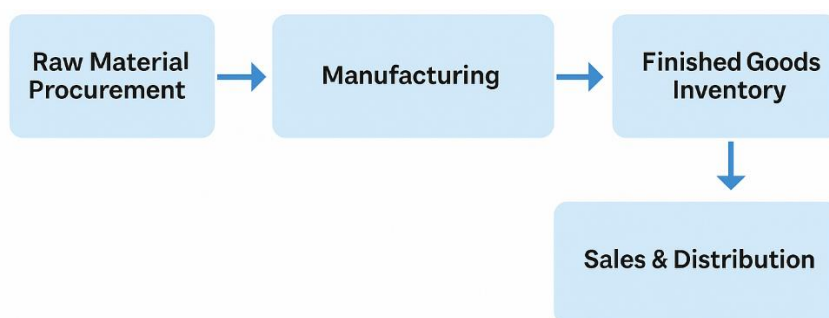 Raw Material
Procurement
Manufacturing
Finished Goods
Inventory
Sales & Distribution